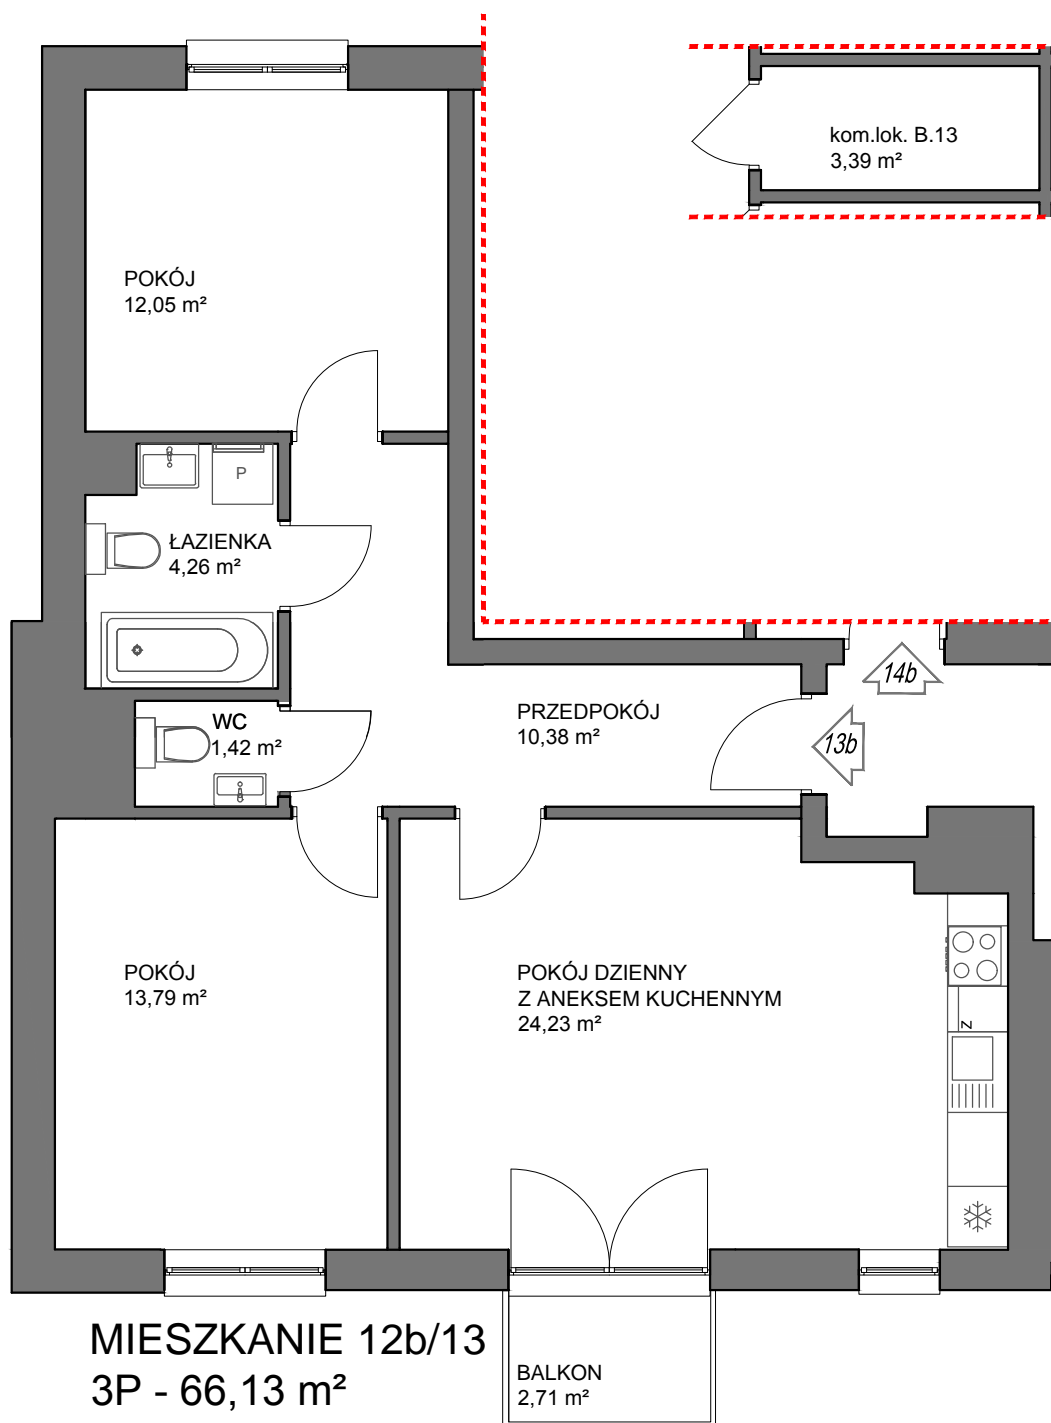 kom.lok. B.13
3,39 m²
POKÓJ
12,05 m²
P
ŁAZIENKA
4,26 m²
14b
WC
1,42 m²
PRZEDPOKÓJ
10,38 m²
13b
POKÓJ
13,79 m²
POKÓJ DZIENNY
Z ANEKSEM KUCHENNYM
24,23 m²
Z
MIESZKANIE 12b/13
3P - 66,13 m²
BALKON
2,71 m²